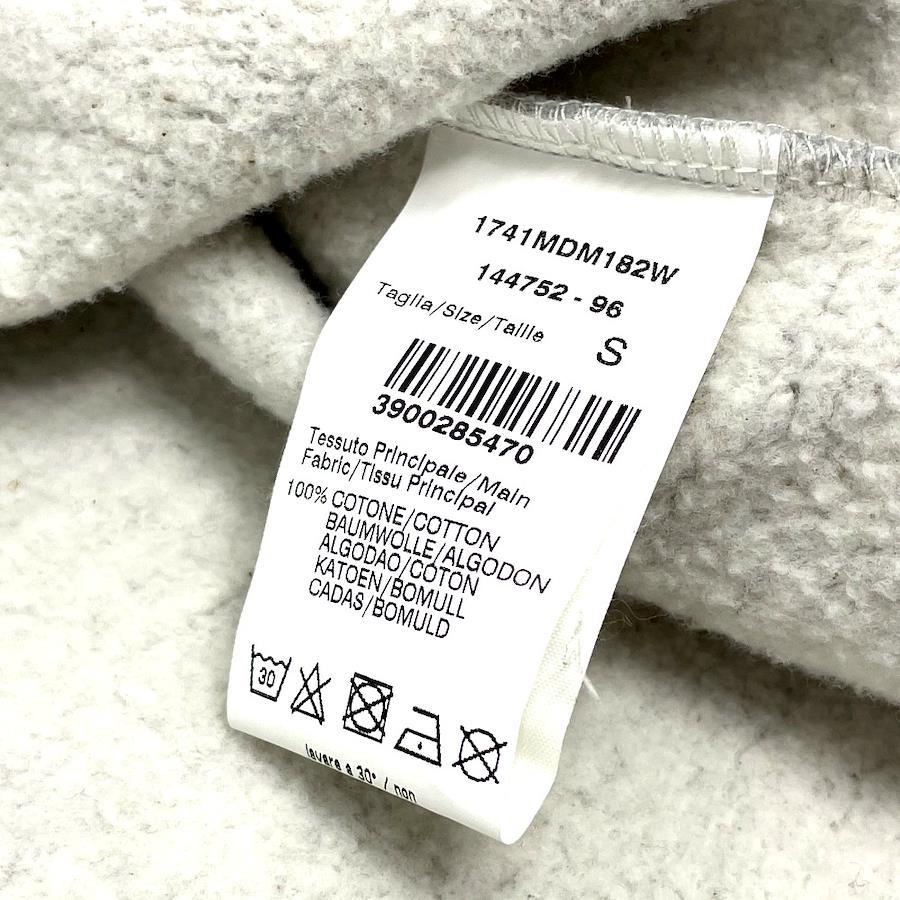 1741MDM182W
144752 - 96
Taglia/Size/Taille S
3900285470
Tessuto Principale/Main
Fabric/Tissu Principal
100% COTONE/COTTON
BAUMWOLLE/ALGODON
ALGODAO/COTON
KATOEN/BOMULL
CADAS/BOMULD
30
lavare a 30° / non